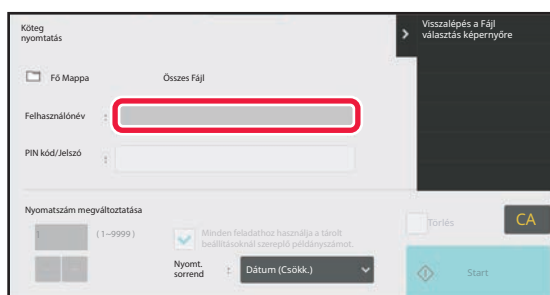 Köteg
nyomtatás
Visszalépés a Fájl
választás képernyőre
Fő Mappa
Összes Fájl
Felhasználónév :
PIN kód/Jelszó :
Nyomatszám megváltoztatása
1
(1–9999)
Minden feladathoz használja a tárolt
beállításoknál szereplő példányszámot.
Nyomt.
sorrend :
Dátum (Csökk.)
Törlés
CA
Start